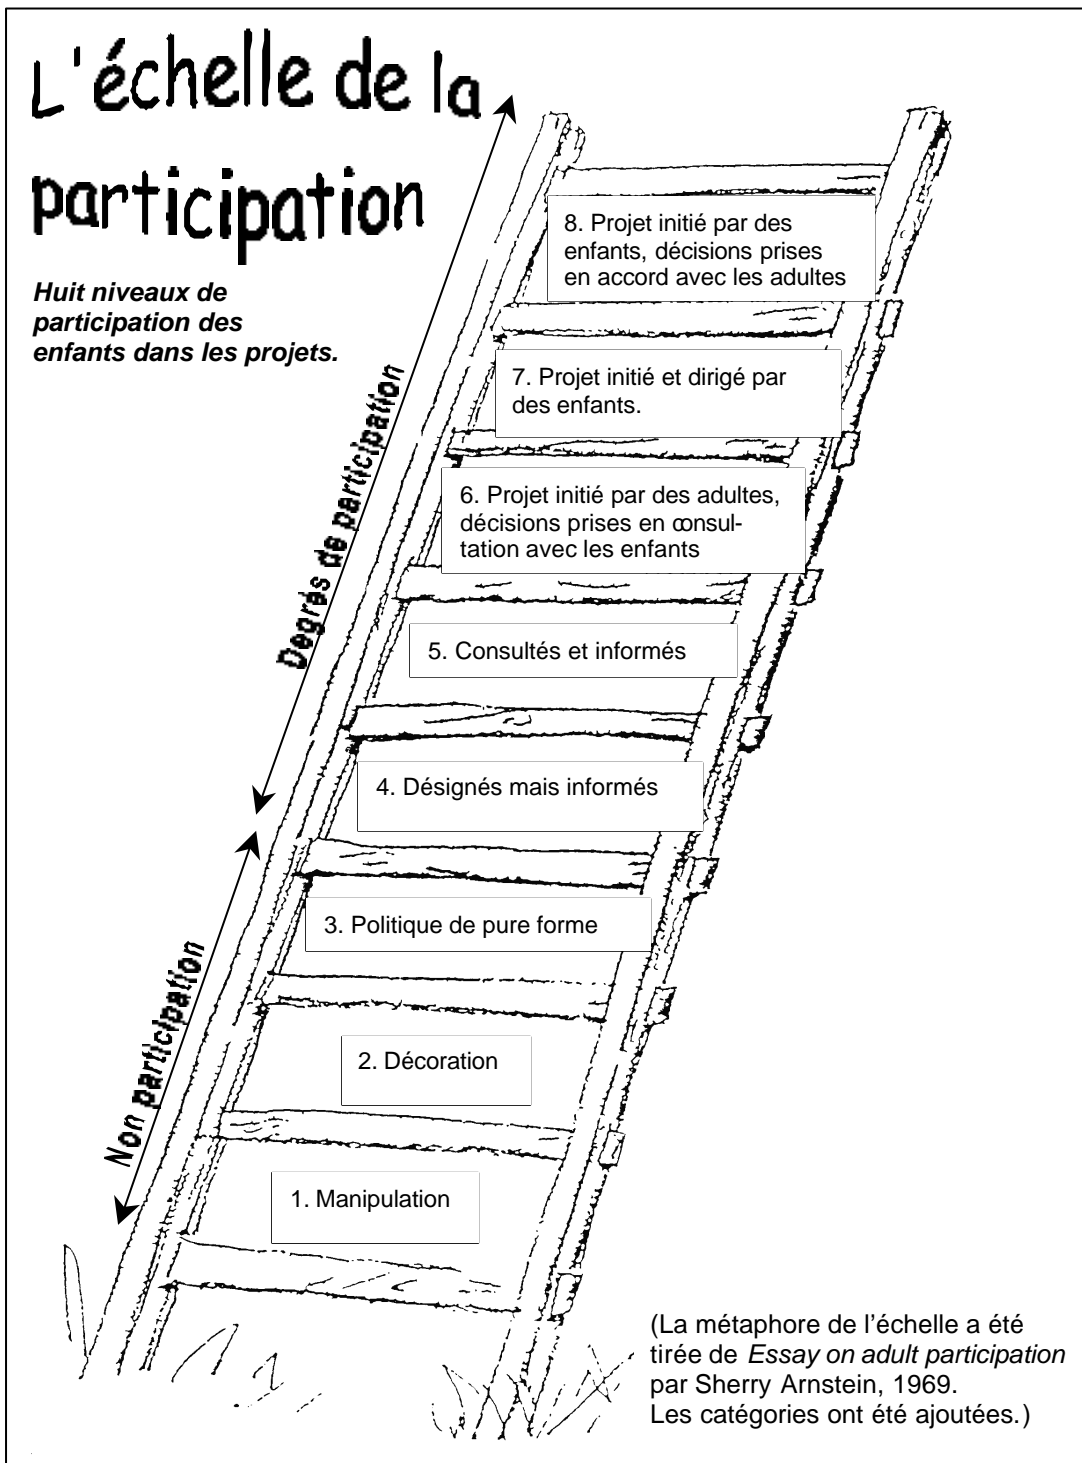 L'échelle de la
participation
Huit niveaux de
participation des
enfants dans les projets.
Degrés de participation
Non participation
8. Projet initié par des
enfants, décisions prises
en accord avec les adultes
7. Projet initié et dirigé par
des enfants.
6. Projet initié par des adultes,
décisions prises en consul-
tation avec les enfants
5. Consultés et informés
4. Désignés mais informés
3. Politique de pure forme
2. Décoration
1. Manipulation
(La métaphore de l’échelle a été
tirée de Essay on adult participation
par Sherry Arnstein, 1969.
Les catégories ont été ajoutées.)